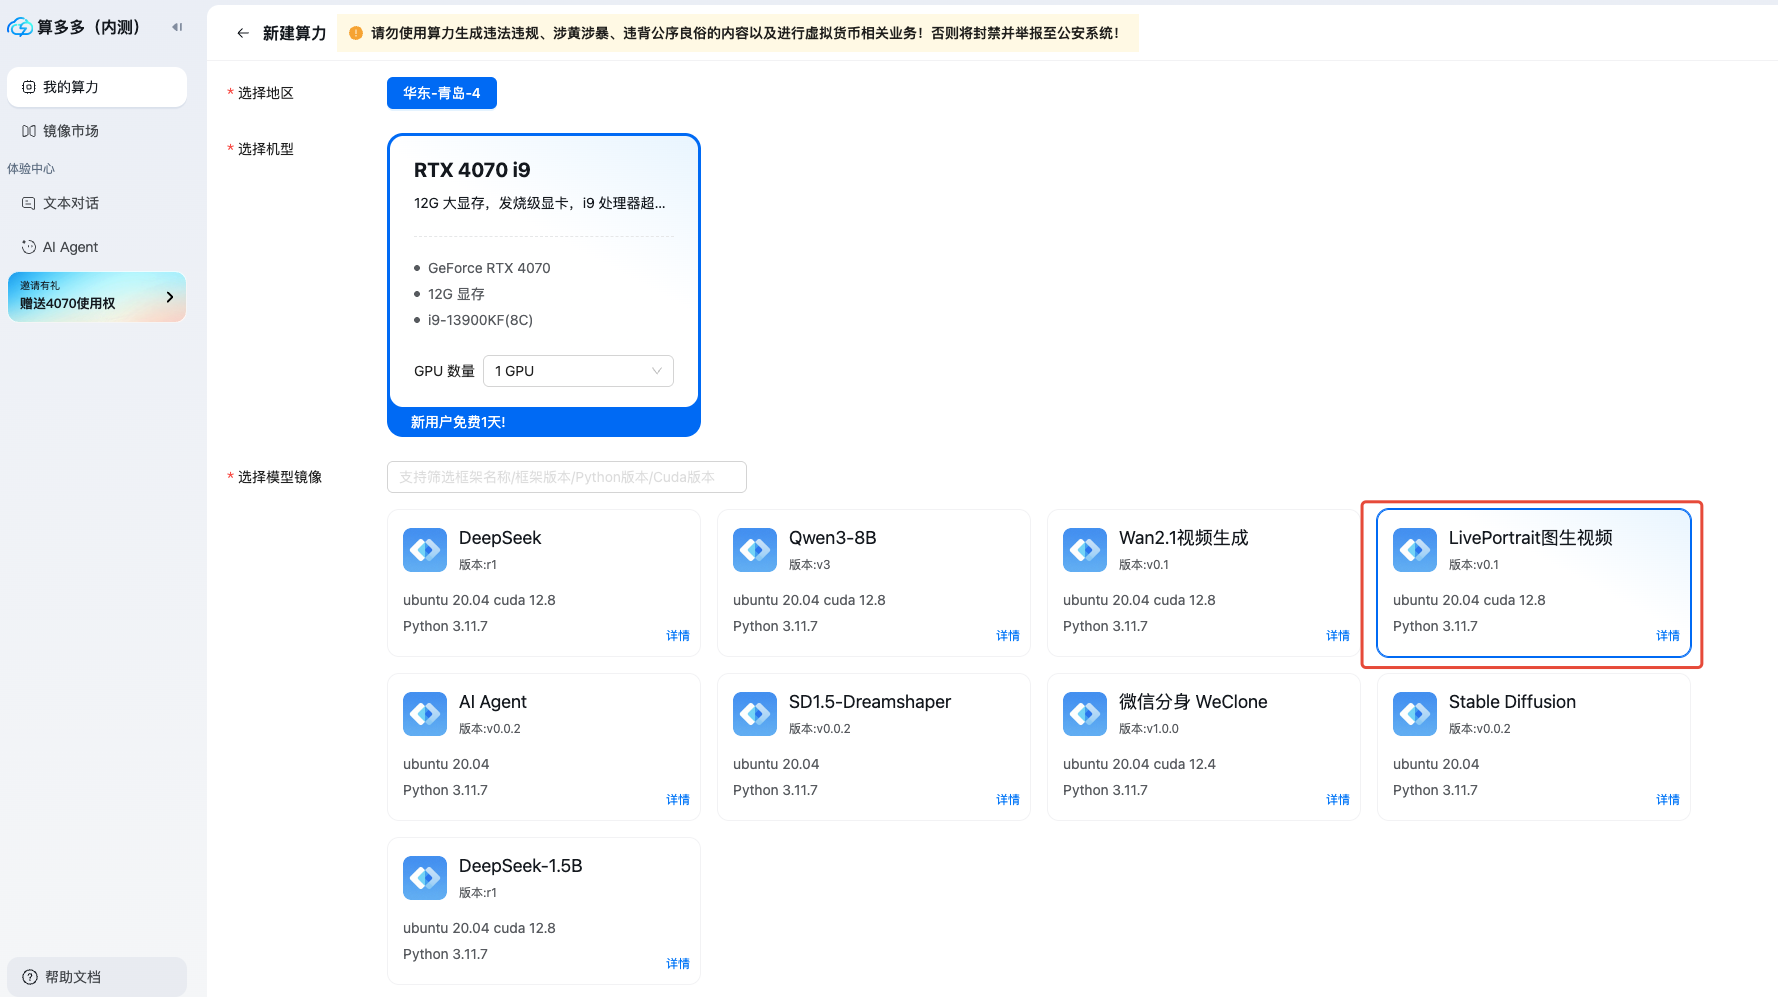 算多多（内测）
我的算力
镜像市场
体验中心
文本对话
AI Agent
邀请有礼
赠送4070使用权
帮助文档
新建算力
请勿使用算力生成违法违规、涉黄涉暴、违背公序良俗的内容以及进行虚拟货币相关业务！否则将封禁并举报至公安系统！
* 选择地区
华东-青岛-4
* 选择机型
RTX 4070 i9
12G 大显存，发烧级显卡，i9 处理器超...
GeForce RTX 4070
12G 显存
i9-13900KF(8C)
GPU 数量
1 GPU
新用户免费1天!
* 选择模型镜像
支持筛选框架名称/框架版本/Python版本/Cuda版本
DeepSeek
版本:r1
ubuntu 20.04 cuda 12.8
Python 3.11.7
详情
Qwen3-8B
版本:v3
ubuntu 20.04 cuda 12.8
Python 3.11.7
详情
Wan2.1视频生成
版本:v0.1
ubuntu 20.04 cuda 12.8
Python 3.11.7
详情
LivePortrait图生视频
版本:v0.1
ubuntu 20.04 cuda 12.8
Python 3.11.7
详情
AI Agent
版本:v0.0.2
ubuntu 20.04
Python 3.11.7
详情
SD1.5-Dreamshaper
版本:v0.0.2
ubuntu 20.04
Python 3.11.7
详情
微信分身 WeClone
版本:v1.0.0
ubuntu 20.04 cuda 12.4
Python 3.11.7
详情
Stable Diffusion
版本:v0.0.2
ubuntu 20.04
Python 3.11.7
详情
DeepSeek-1.5B
版本:r1
ubuntu 20.04 cuda 12.8
Python 3.11.7
详情